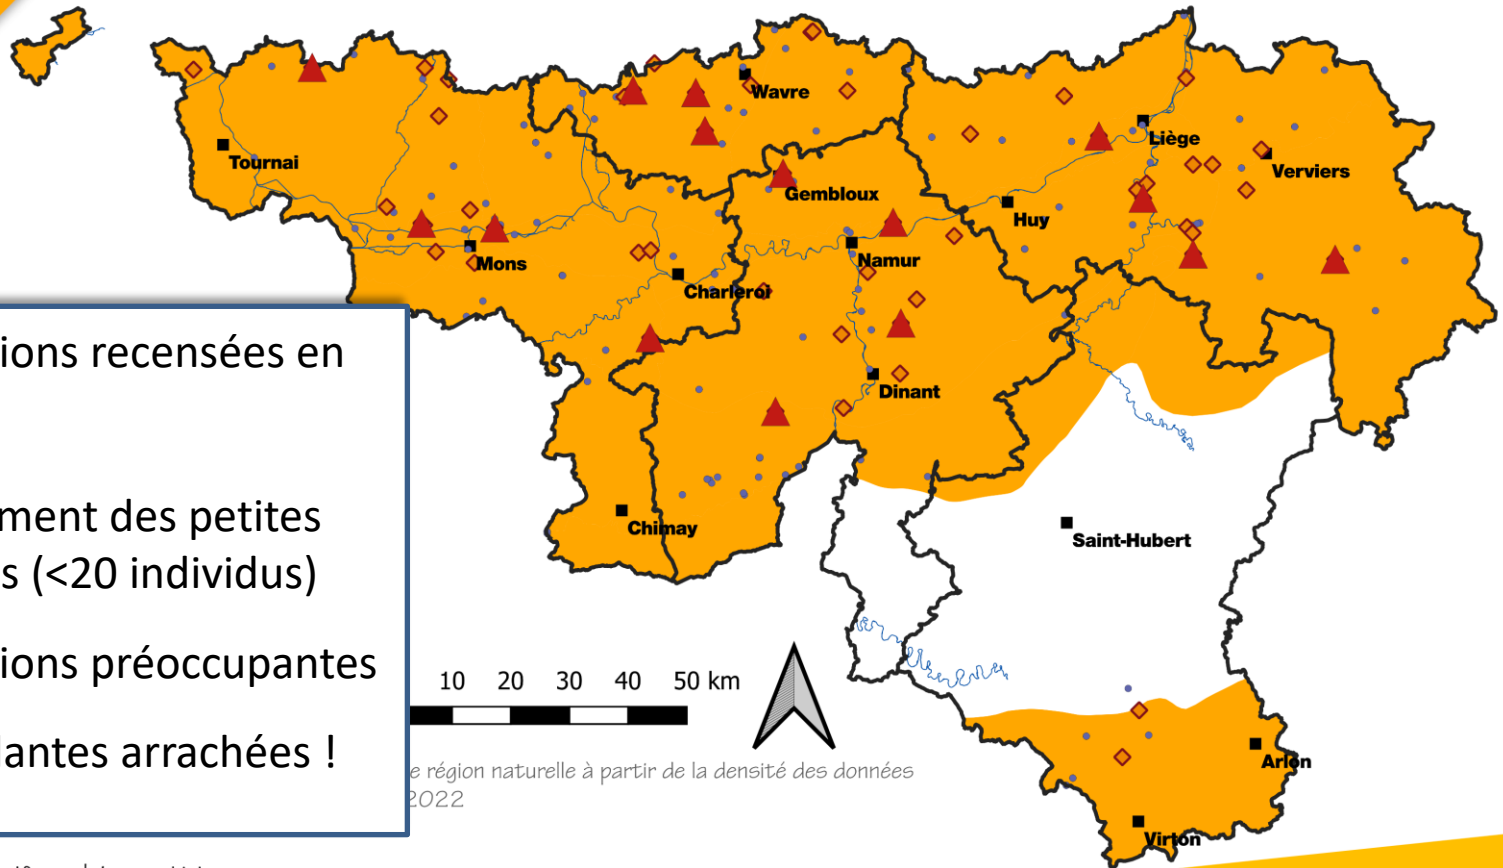 Wavre
Tournai
Liège
Verviers
Gembloux
Huy
Mons
Namur
Charleroi
Dinant
Chimay
Saint-Hubert
Arlon
Virton
ions recensées en
ment des petites
s (<20 individus)
ions préoccupantes
lantes arrachées !
10 20 30 40 50 km
e région naturelle à partir de la densité des données
2022